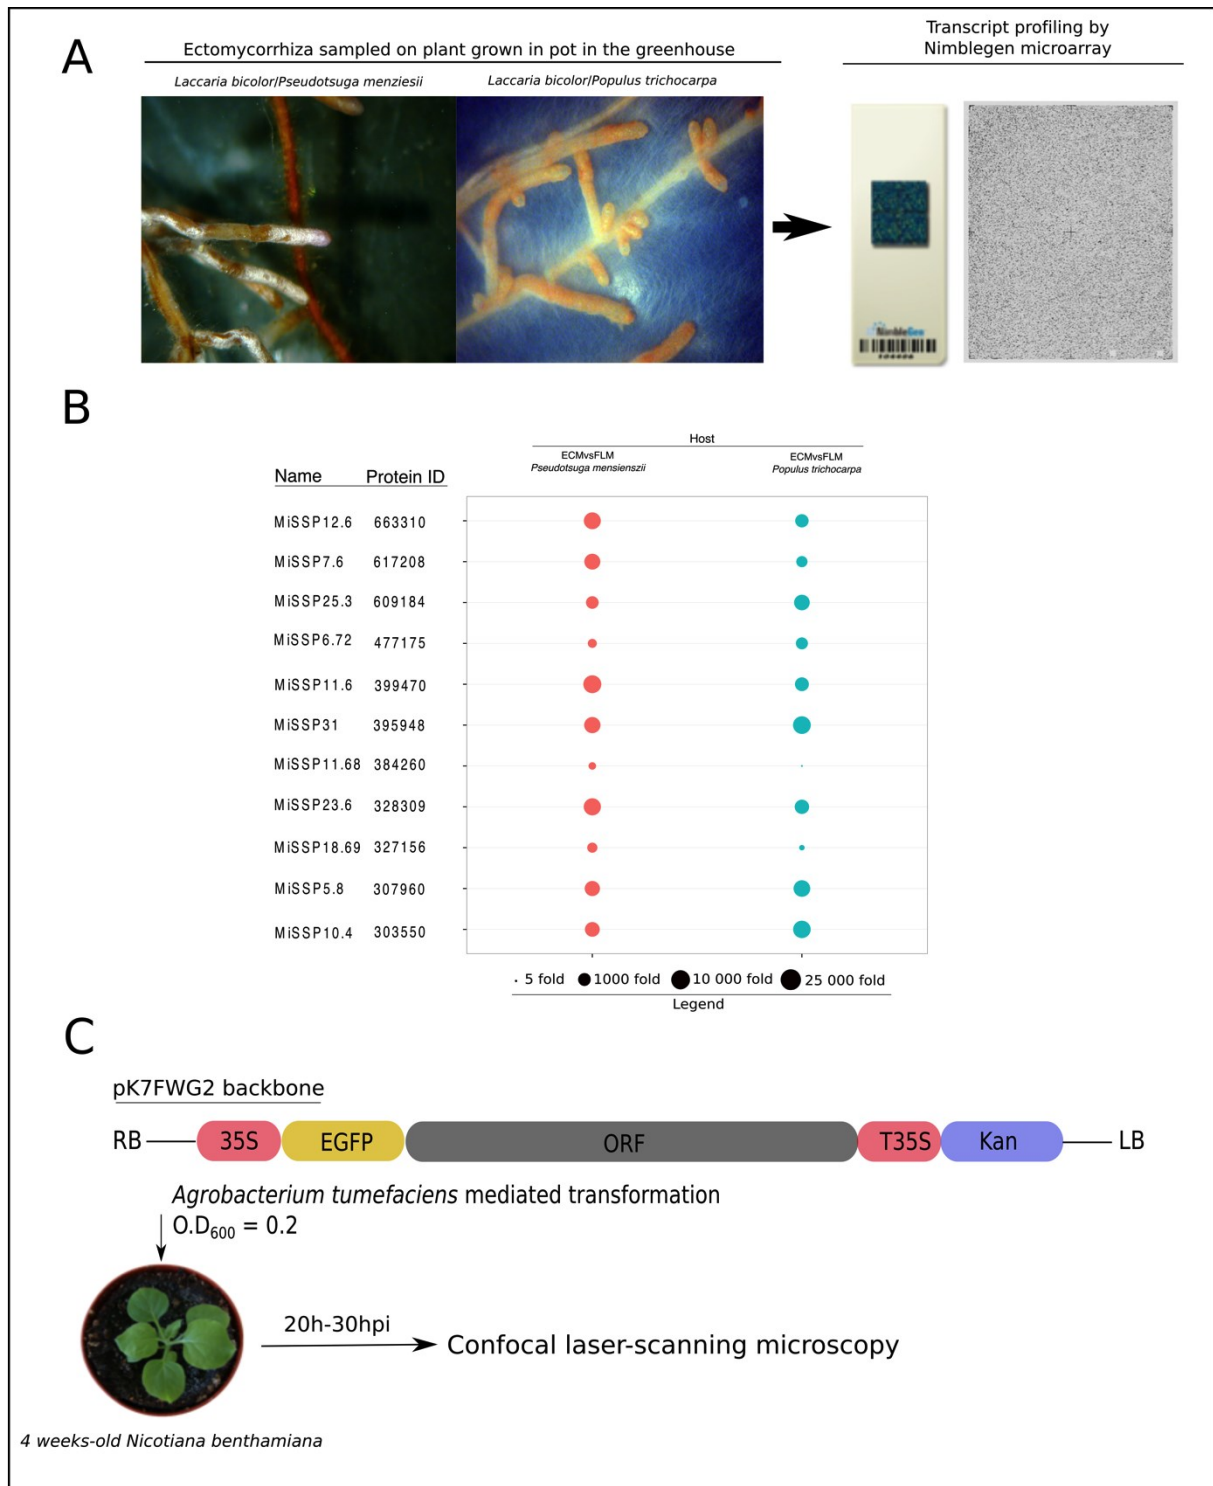 A
Ectomycorrhiza sampled on plant grown in pot in the greenhouse
Laccaria bicolor/Pseudotsuga menziesii
Laccaria bicolor/Populus trichocarpa
Transcript profiling by
Nimblegen microarray
NimbleGen
B
Host
ECMvsFLM
Pseudotsuga mensienszii
ECMvsFLM
Populus trichocarpa
Name Protein ID
MiSSP12.6 663310
MiSSP7.6 617208
MiSSP25.3 609184
MiSSP6.72 477175
MiSSP11.6 399470
MiSSP31 395948
MiSSP11.68 384260
MiSSP23.6 328309
MiSSP18.69 327156
MiSSP5.8 307960
MiSSP10.4 303550
5 fold 1000 fold 10 000 fold 25 000 fold
Legend
C
pK7FWG2 backbone
RB 35S EGFP ORF T35S Kan LB
Agrobacterium tumefaciens mediated transformation
O.D600 = 0.2
20h-30hpi
Confocal laser-scanning microscopy
4 weeks-old Nicotiana benthamiana